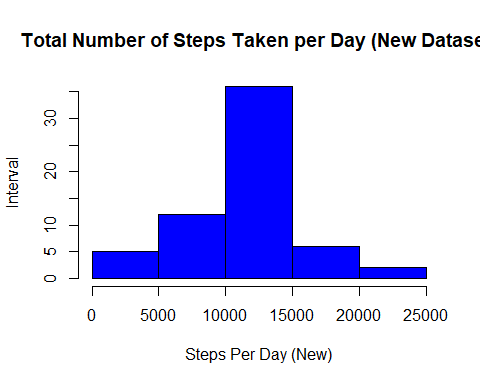 Total Number of Steps Taken per Day (New Datase
30
20
10
5
0
Interval
0 5000 10000 15000 20000 25000
Steps Per Day (New)